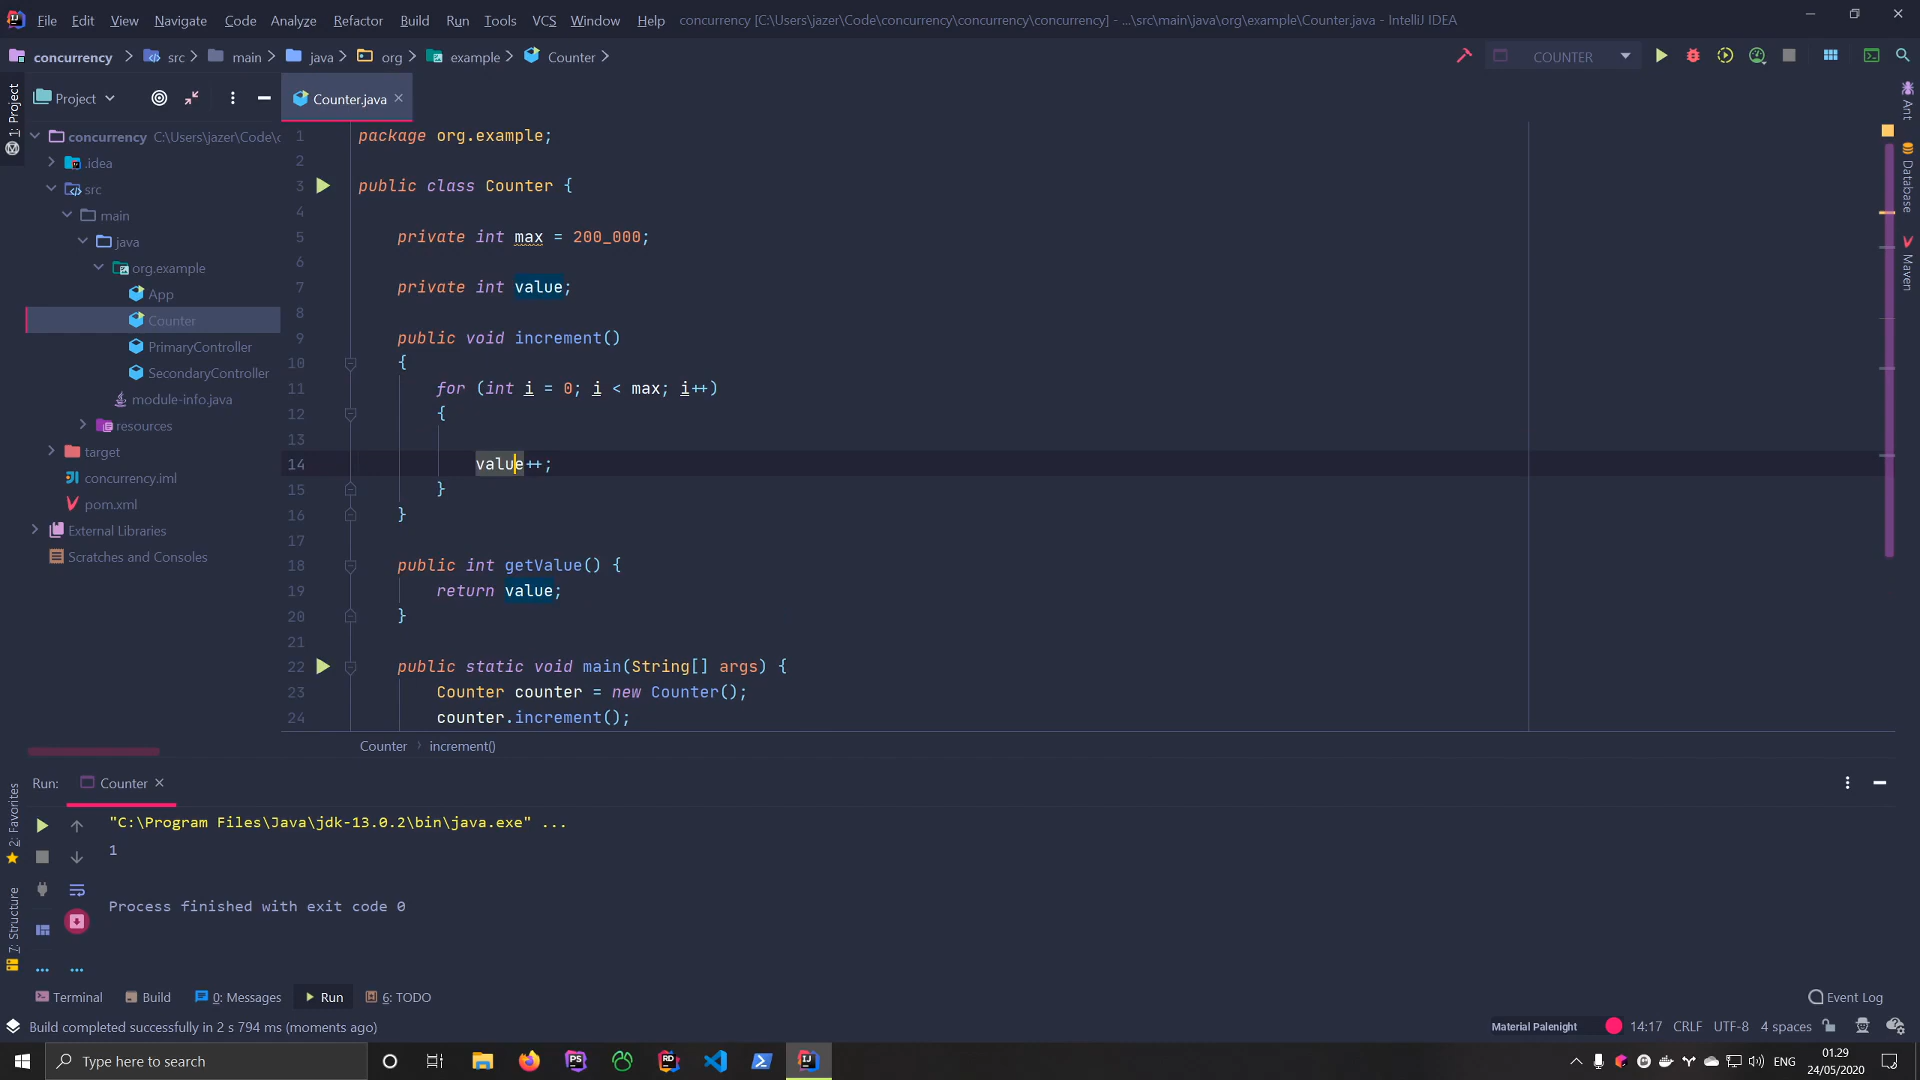 File Edit View Navigate Code Analyze Refactor Build Run Tools VCS Window Help concurrency [C:\Users\jazer\Code\concurrency\concurrency\concurrency] - ...\src\main\java\org\example\Counter.java - IntelliJ IDEA
concurrency src main java org example Counter COUNTER
1: Project
Project
Counter.java
Ant
Database
Maven
concurrency C:\Users\jazer\Code\c
.idea
src
main
java
org.example
App
Counter
PrimaryController
SecondaryController
module-info.java
resources
target
concurrency.iml
pom.xml
External Libraries
Scratches and Consoles
1 package org.example;
2
3 public class Counter {
4
5 private int max = 200_000;
6
7 private int value;
8
9 public void increment()
10 {
11 for (int i = 0; i < max; i++)
12 {
13
14 value++;
15 }
16 }
17
18 public int getValue() {
19 return value;
20 }
21
22 public static void main(String[] args) {
23 Counter counter = new Counter();
24 counter.increment();
Counter increment()
Run: Counter
2: Favorites
7: Structure
"C:\Program Files\Java\jdk-13.0.2\bin\java.exe" ...
1
Process finished with exit code 0
Terminal Build 0: Messages Run 6: TODO Event Log
Build completed successfully in 2 s 794 ms (moments ago) Material Palenight 14:17 CRLF UTF-8 4 spaces
Type here to search ENG 01.29
24/05/2020